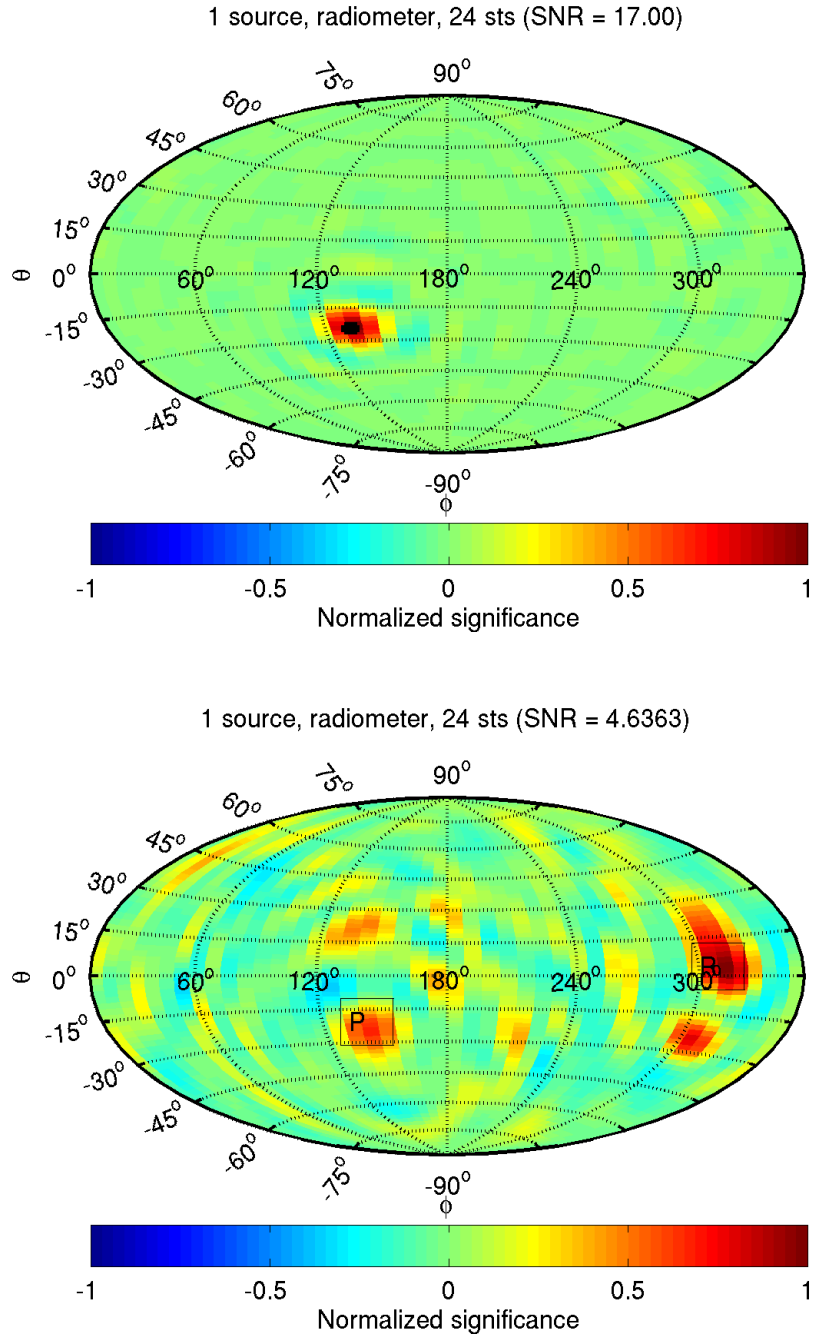 1 source, radiometer, 24 sts (SNR = 17.00)
90°
75°
60°
45°
30°
15°
θ 0° 60° 120° 180° 240° 300°
-15°
-30°
-45°
-60°
-75°
-90°
ϕ
-1 -0.5 0 0.5 1
Normalized significance
1 source, radiometer, 24 sts (SNR = 4.6363)
90°
75°
60°
45°
30°
15°
R
θ 0° 60° 120° 180° 240° 300°
P
-15°
-30°
-45°
-60°
-75°
-90°
ϕ
-1 -0.5 0 0.5 1
Normalized significance